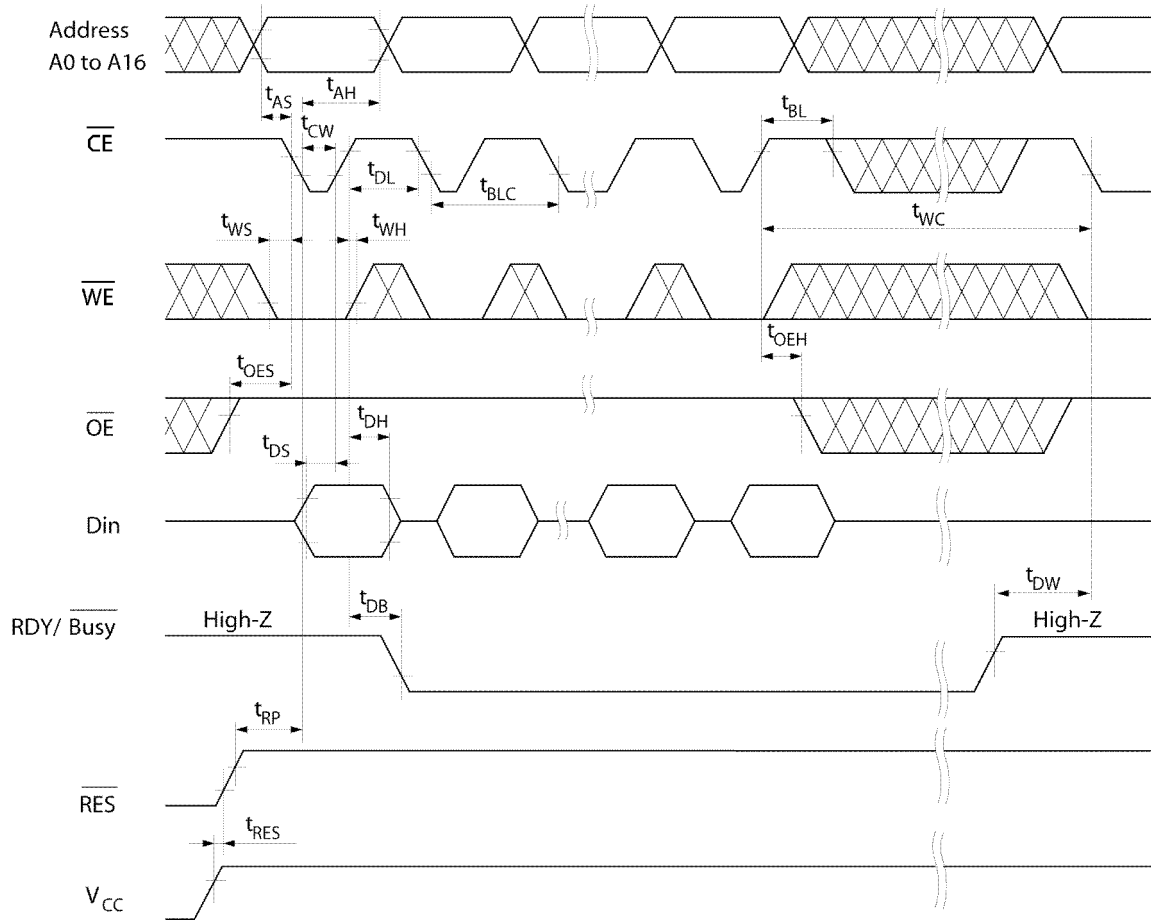 Address
A0 to A16
tAS
tAH
CE
tCW
tBL
tDL
tBLC
tWC
tWS
tWH
WE
tOES
tOEH
OE
tDS
tDH
Din
tDB
tDW
RDY/ Busy
High-Z
High-Z
tRP
RES
tRES
VCC